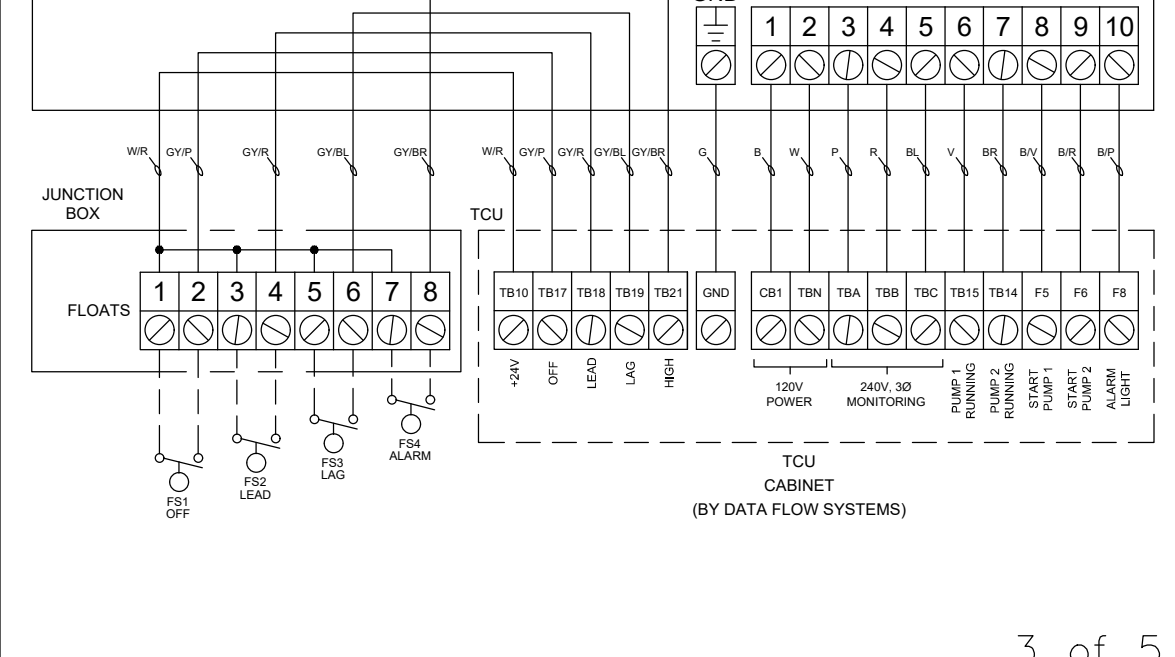 1 2 3 4 5 6 7 8 9 10
W/R GY/P GY/R GY/BL GY/BR W/R GY/P GY/R GY/BL GY/BR G B W P R BL V BR B/V B/R B/P
JUNCTION
BOX
TCU
FLOATS
1 2 3 4 5 6 7 8
TB10 TB17 TB18 TB19 TB21 GND CB1 TBN TBA TBB TBC TB15 TB14 F5 F6 F8
+24V
OFF
LEAD
LAG
HIGH
120V
POWER
240V, 3Ø
MONITORING
PUMP 1
RUNNING
PUMP 2
RUNNING
START
PUMP 1
START
PUMP 2
ALARM
LIGHT
FS1
OFF
FS2
LEAD
FS3
LAG
FS4
ALARM
TCU
CABINET
(BY DATA FLOW SYSTEMS)
3 of 5